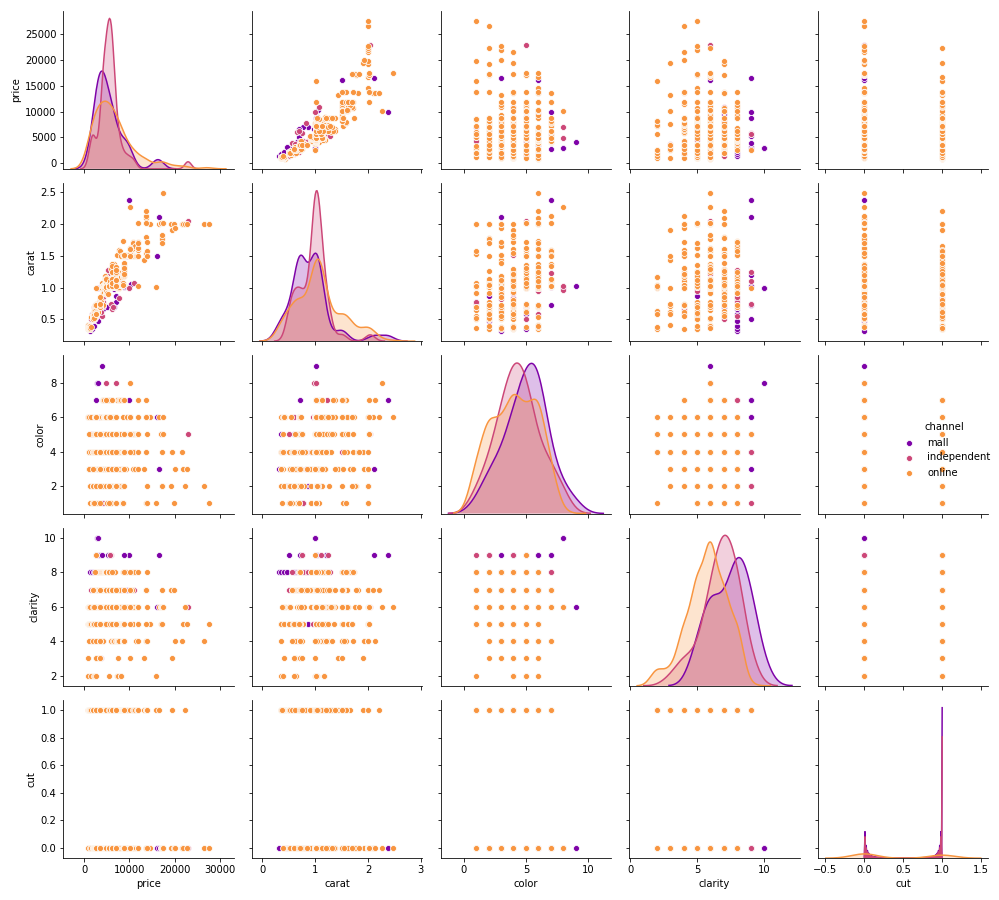 25000
20000
15000
10000
5000
0
price
2.5
2.0
1.5
1.0
0.5
carat
8
6
4
2
color
channel
mall
independent
online
10
8
6
4
2
clarity
1.0
0.8
0.6
0.4
0.2
0.0
cut
0 10000 20000 30000
price
0 1 2 3
carat
0 5 10
color
0 5 10
clarity
−0.5 0.0 0.5 1.0 1.5
cut